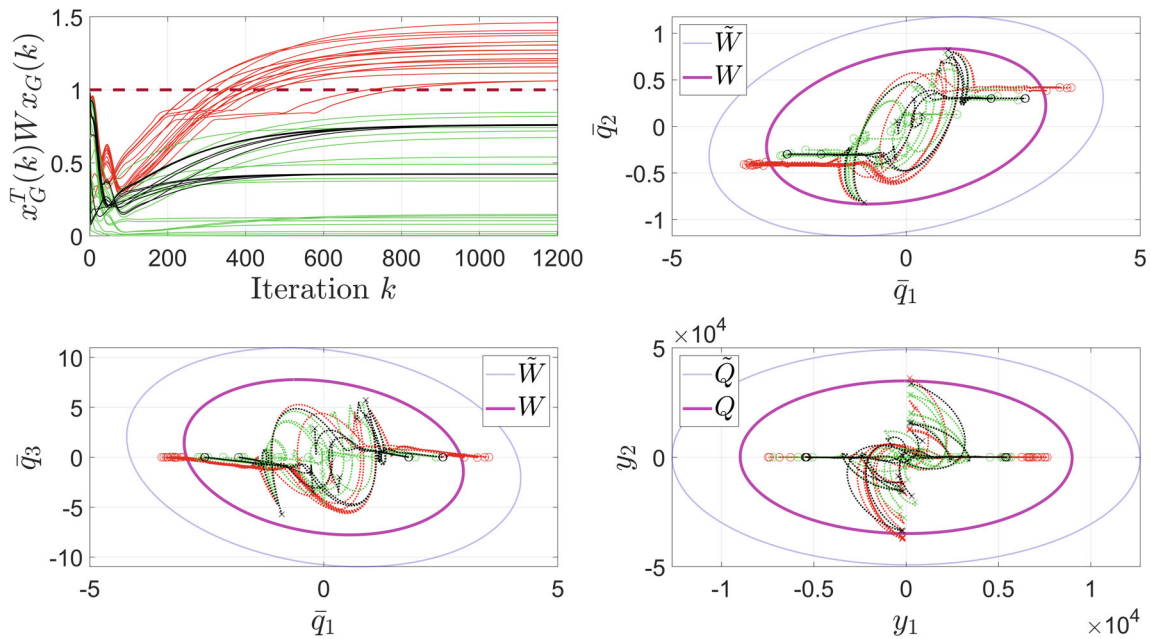 x_G^T(k)Wx_G(k)
1.5
1
0.5
0
0 200 400 600 800 1000 1200
Iteration k
q̄_2
1
0.5
0
-0.5
-1
-5 0 5
q̄_1
W̃
W
q̄_3
10
5
0
-5
-10
-5 0 5
q̄_1
W̃
W
×10^4
y_2
5
0
-5
-1 -0.5 0 0.5 1
y_1
×10^4
Q̃
Q